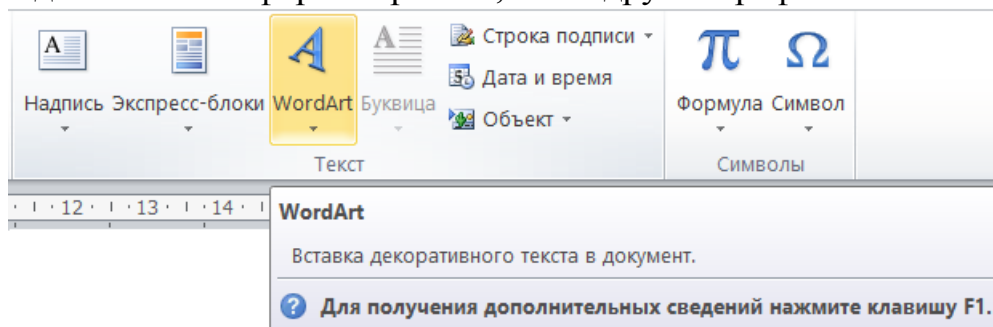 Строка подписи
Дата и время
Объект
Надпись Экспресс-блоки WordArt Буквица
Формула Символ
Текст
Символы
12 13 14
WordArt
Вставка декоративного текста в документ.
Для получения дополнительных сведений нажмите клавишу F1.